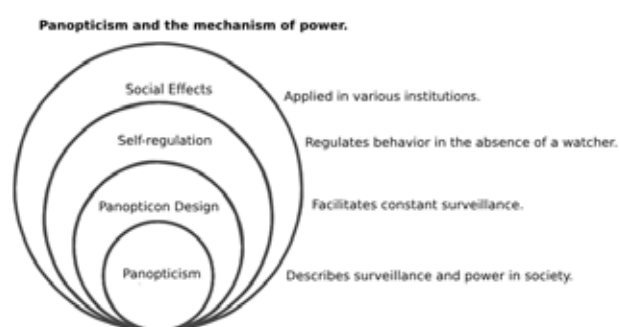 Panopticism and the mechanism of power.
Social Effects
Applied in various institutions.
Self-regulation
Regulates behavior in the absence of a watcher.
Panopticon Design
Facilitates constant surveillance.
Panopticism
Describes surveillance and power in society.